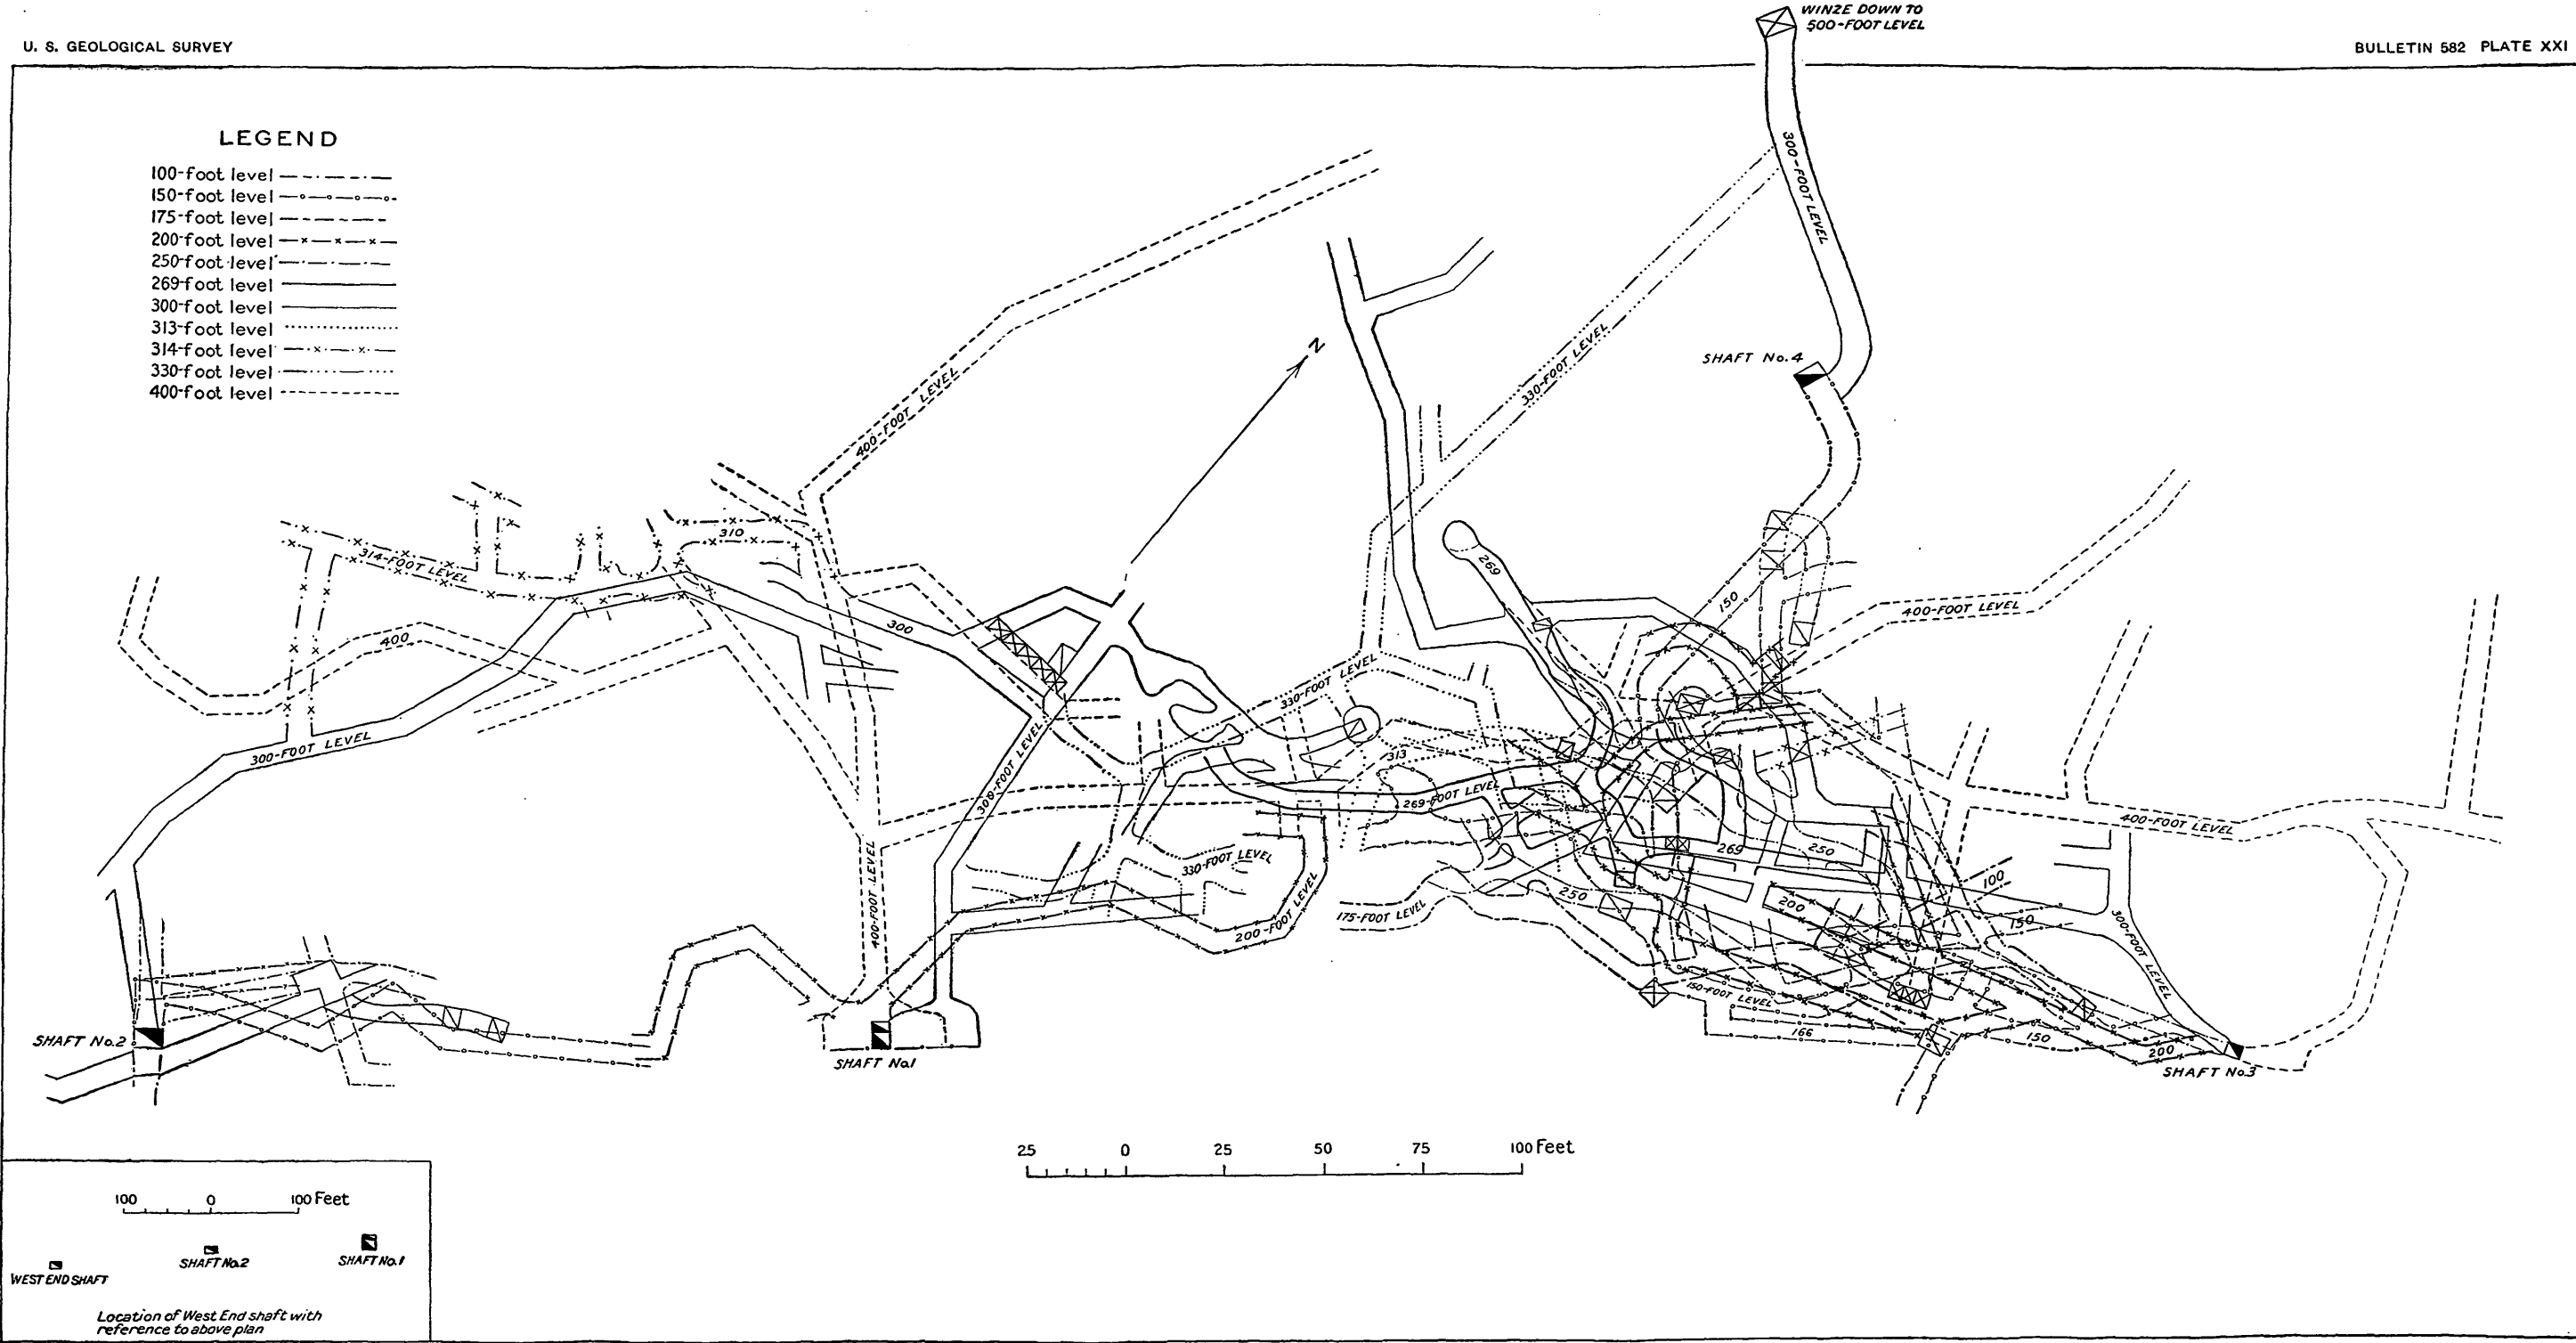 WINZE DOWN TO
500-FOOT LEVEL
U. S. GEOLOGICAL SURVEY
BULLETIN 582 PLATE XXI
LEGEND
100-foot level
150-foot level
175-foot level
200-foot level
250-foot level
269-foot level
300-foot level
313-foot level
314-foot level
330-foot level
400-foot level
300-FOOT LEVEL
N
330-FOOT LEVEL
SHAFT No.4
400-FOOT LEVEL
310
314-FOOT LEVEL
269
150
400-FOOT LEVEL
400
300
330-FOOT LEVEL
300-FOOT LEVEL
300-FOOT LEVEL
313
269-FOOT LEVEL
400-FOOT LEVEL
269
250
330-FOOT LEVEL
100
400-FOOT LEVEL
250
200
175-FOOT LEVEL
150
200-FOOT LEVEL
300-FOOT LEVEL
150-FOOT LEVEL
166
150
200
SHAFT No.2
SHAFT No.1
SHAFT No.3
25 0 25 50 75 100 Feet
100 0 100 Feet
WEST END SHAFT
SHAFT No.2
SHAFT No.1
Location of West End shaft with
reference to above plan